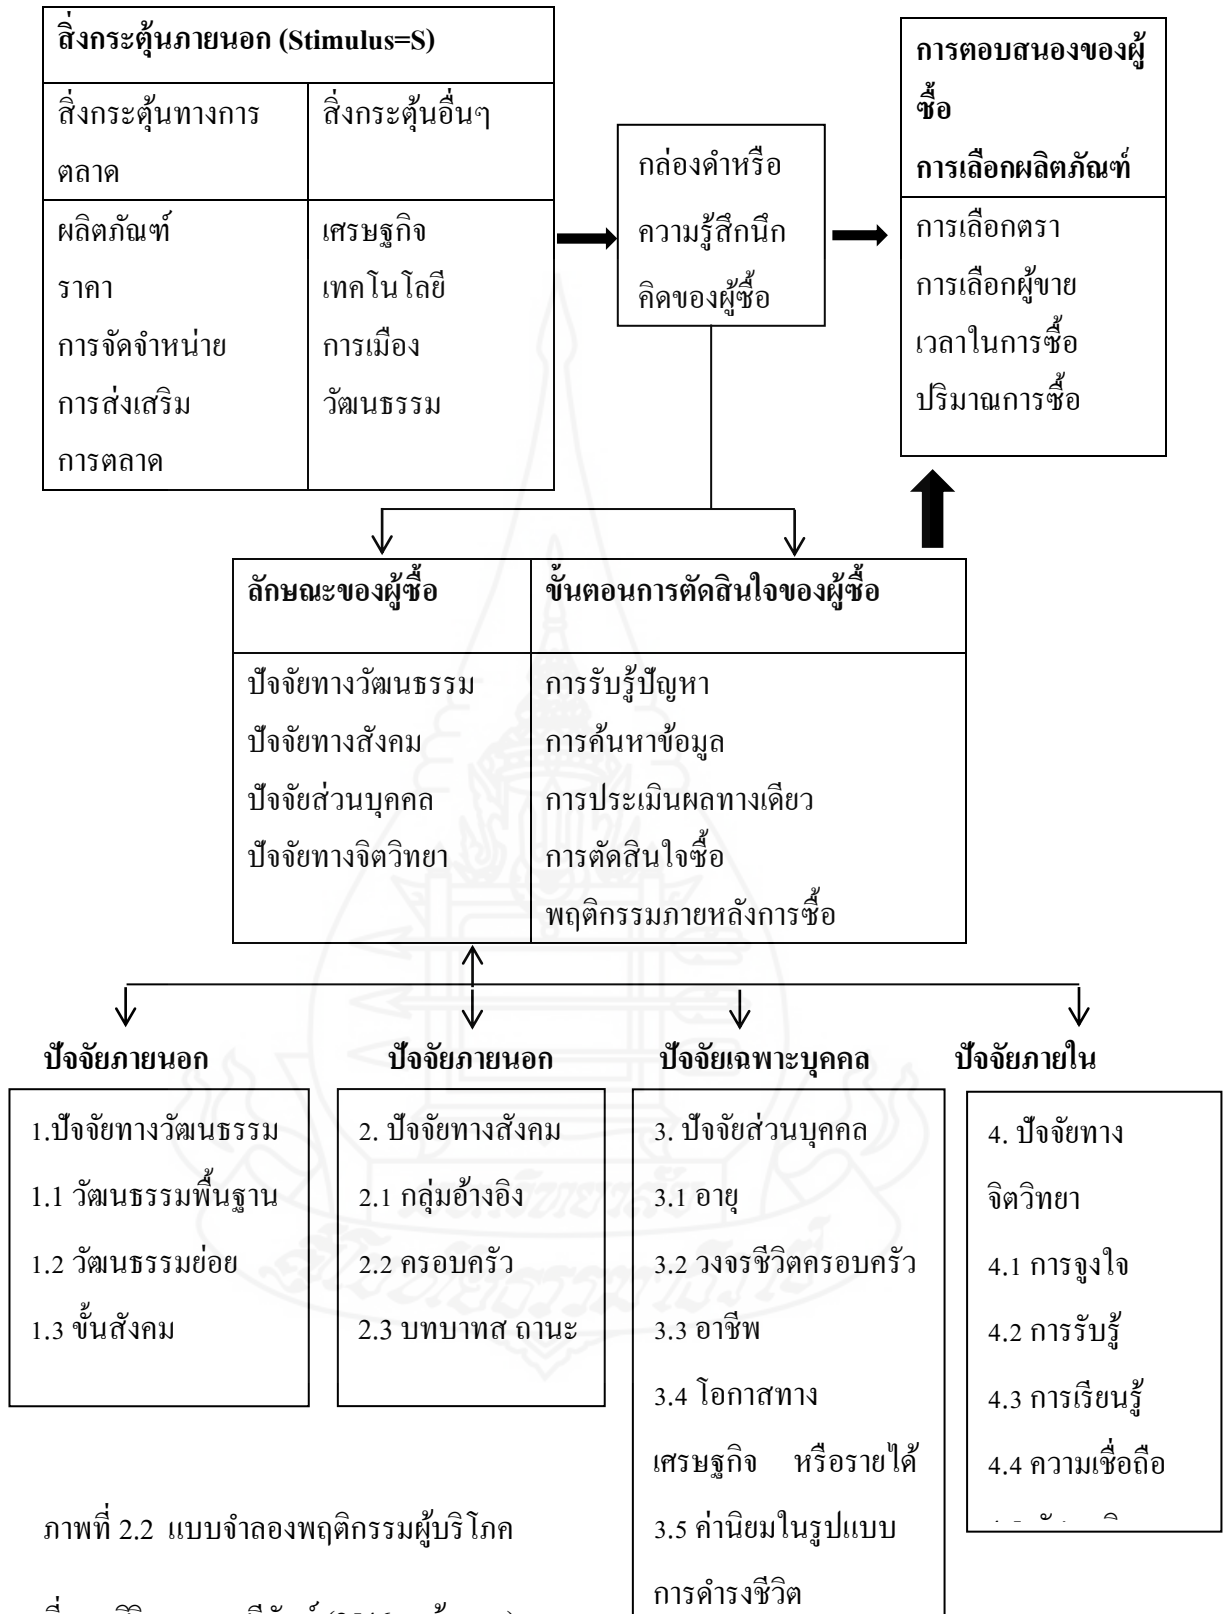 สิ่งกระตุ้นภายนอก (Stimulus=S)
สิ่งกระตุ้นทางการ
ตลาด
สิ่งกระตุ้นอื่นๆ
ผลิตภัณฑ์
ราคา
การจัดจำหน่าย
การส่งเสริม
การตลาด
เศรษฐกิจ
เทคโนโลยี
การเมือง
วัฒนธรรม
กล่องดำหรือ
ความรู้สึกนึก
คิดของผู้ซื้อ
การตอบสนองของผู้
ซื้อ
การเลือกผลิตภัณฑ์
การเลือกตรา
การเลือกผู้ขาย
เวลาในการซื้อ
ปริมาณการซื้อ
ลักษณะของผู้ซื้อ
ปัจจัยทางวัฒนธรรม
ปัจจัยทางสังคม
ปัจจัยส่วนบุคคล
ปัจจัยทางจิตวิทยา
ขั้นตอนการตัดสินใจของผู้ซื้อ
การรับรู้ปัญหา
การค้นหาข้อมูล
การประเมินผลทางเดียว
การตัดสินใจซื้อ
พฤติกรรมภายหลังการซื้อ
ปัจจัยภายนอก
1.ปัจจัยทางวัฒนธรรม
1.1 วัฒนธรรมพื้นฐาน
1.2 วัฒนธรรมย่อย
1.3 ขั้นสังคม
ปัจจัยภายนอก
2. ปัจจัยทางสังคม
2.1 กลุ่มอ้างอิง
2.2 ครอบครัว
2.3 บทบาทส ถานะ
ปัจจัยเฉพาะบุคคล
3. ปัจจัยส่วนบุคคล
3.1 อายุ
3.2 วงจรชีวิตครอบครัว
3.3 อาชีพ
3.4 โอกาสทาง
เศรษฐกิจ หรือรายได้
3.5 ค่านิยมในรูปแบบ
การดำรงชีวิต
ปัจจัยภายใน
4. ปัจจัยทาง
จิตวิทยา
4.1 การจูงใจ
4.2 การรับรู้
4.3 การเรียนรู้
4.4 ความเชื่อถือ
ภาพที่ 2.2 แบบจำลองพฤติกรรมผู้บริโภค